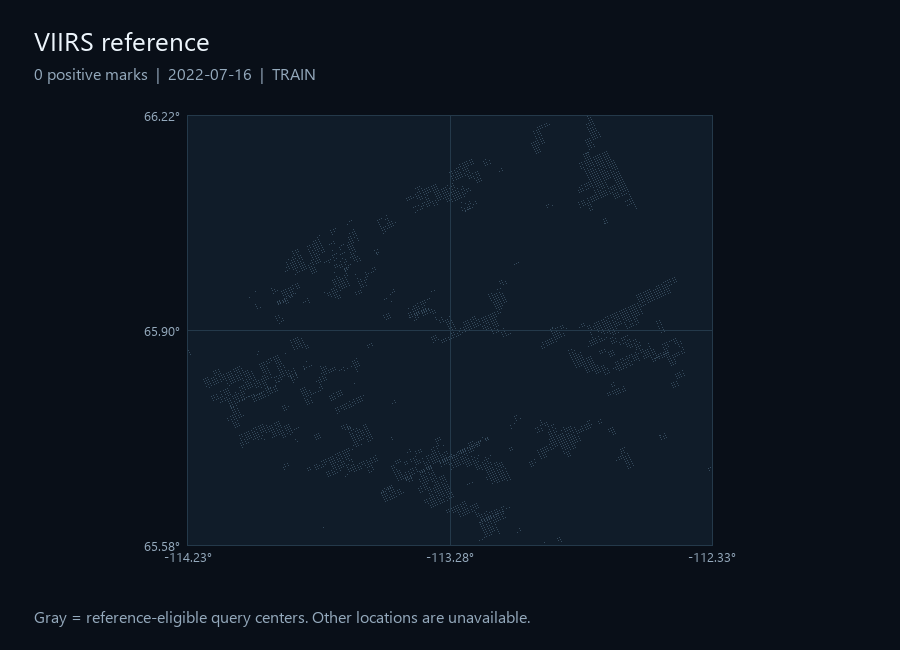 VIIRS reference
0 positive marks | 2022-07-16 | TRAIN
66.22°
65.90°
65.58°
-114.23°
-113.28°
-112.33°
Gray = reference-eligible query centers. Other locations are unavailable.